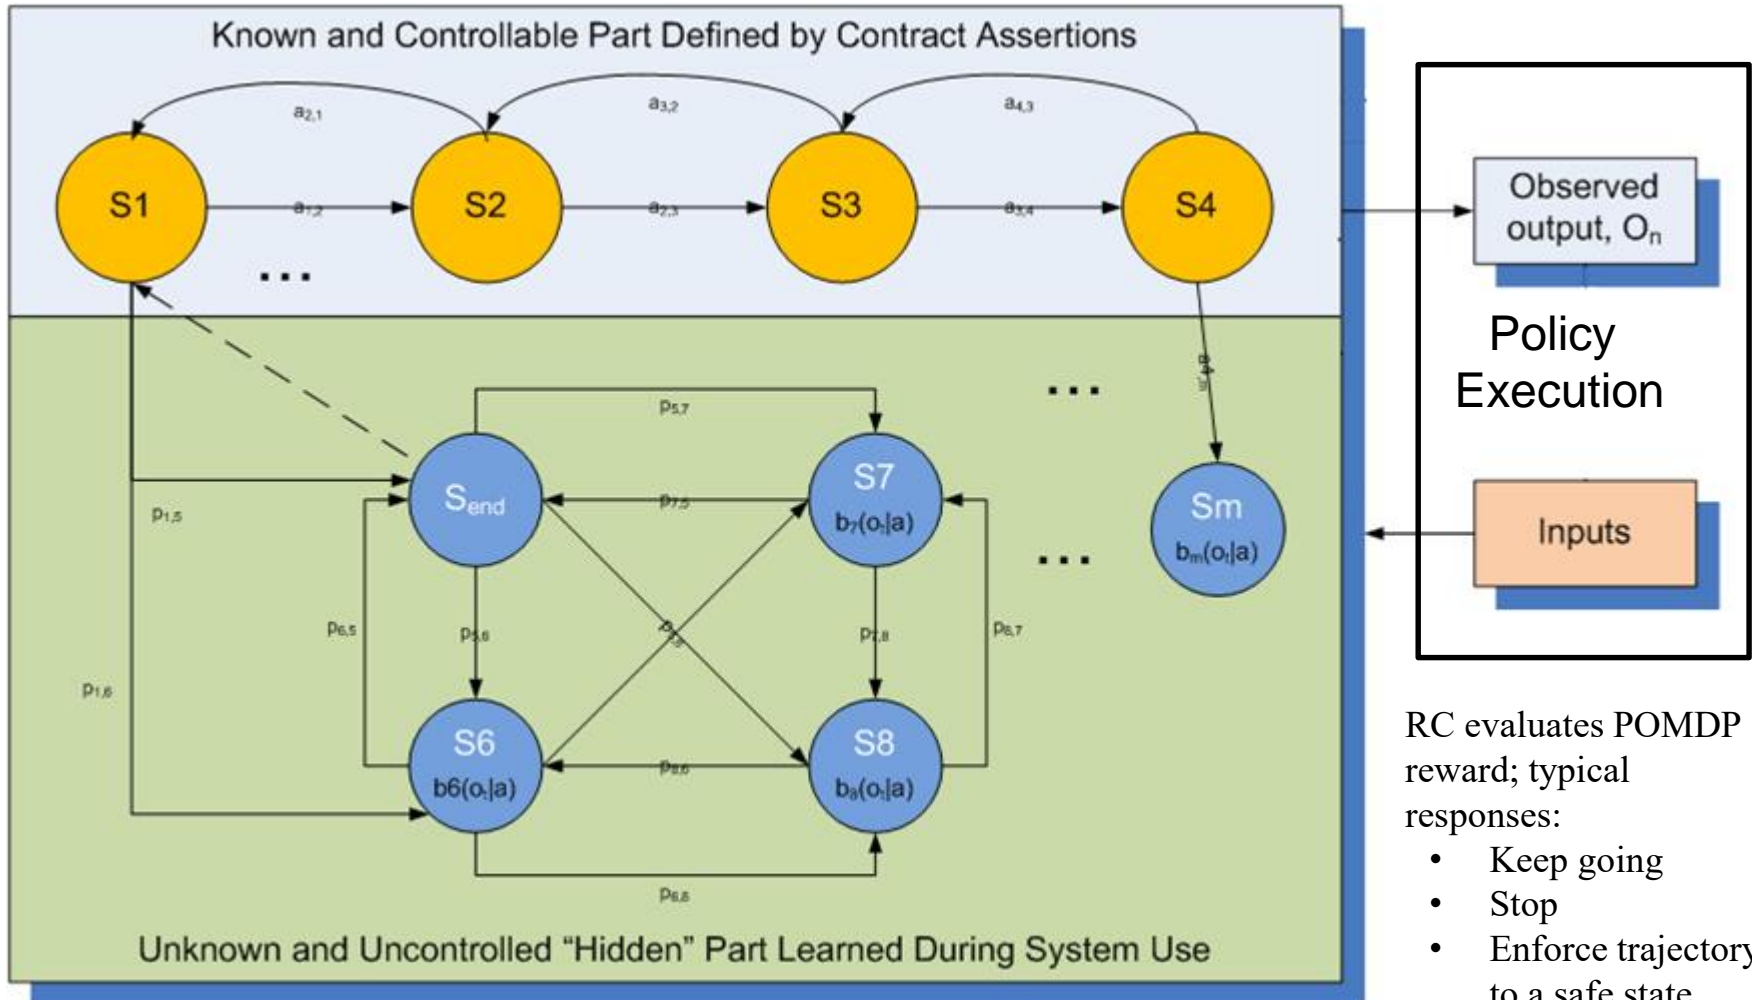 Known and Controllable Part Defined by Contract Assertions
a2,1
a3,2
a4,3
S1
a1,2
S2
a2,3
S3
a3,4
S4
...
Observed
output, On
Policy
Execution
Inputs
a4,m
...
p5,7
Send
p7,5
S7
b7(ot|a)
Sm
bm(ot|a)
...
p1,5
p6,5
p5,6
p7,8
p8,7
p1,6
S6
b6(ot|a)
p8,6
S8
b8(ot|a)
Unknown and Uncontrolled “Hidden” Part Learned During System Use
RC evaluates POMDP
reward; typical
responses:
• Keep going
• Stop
• Enforce trajectory
to a safe state